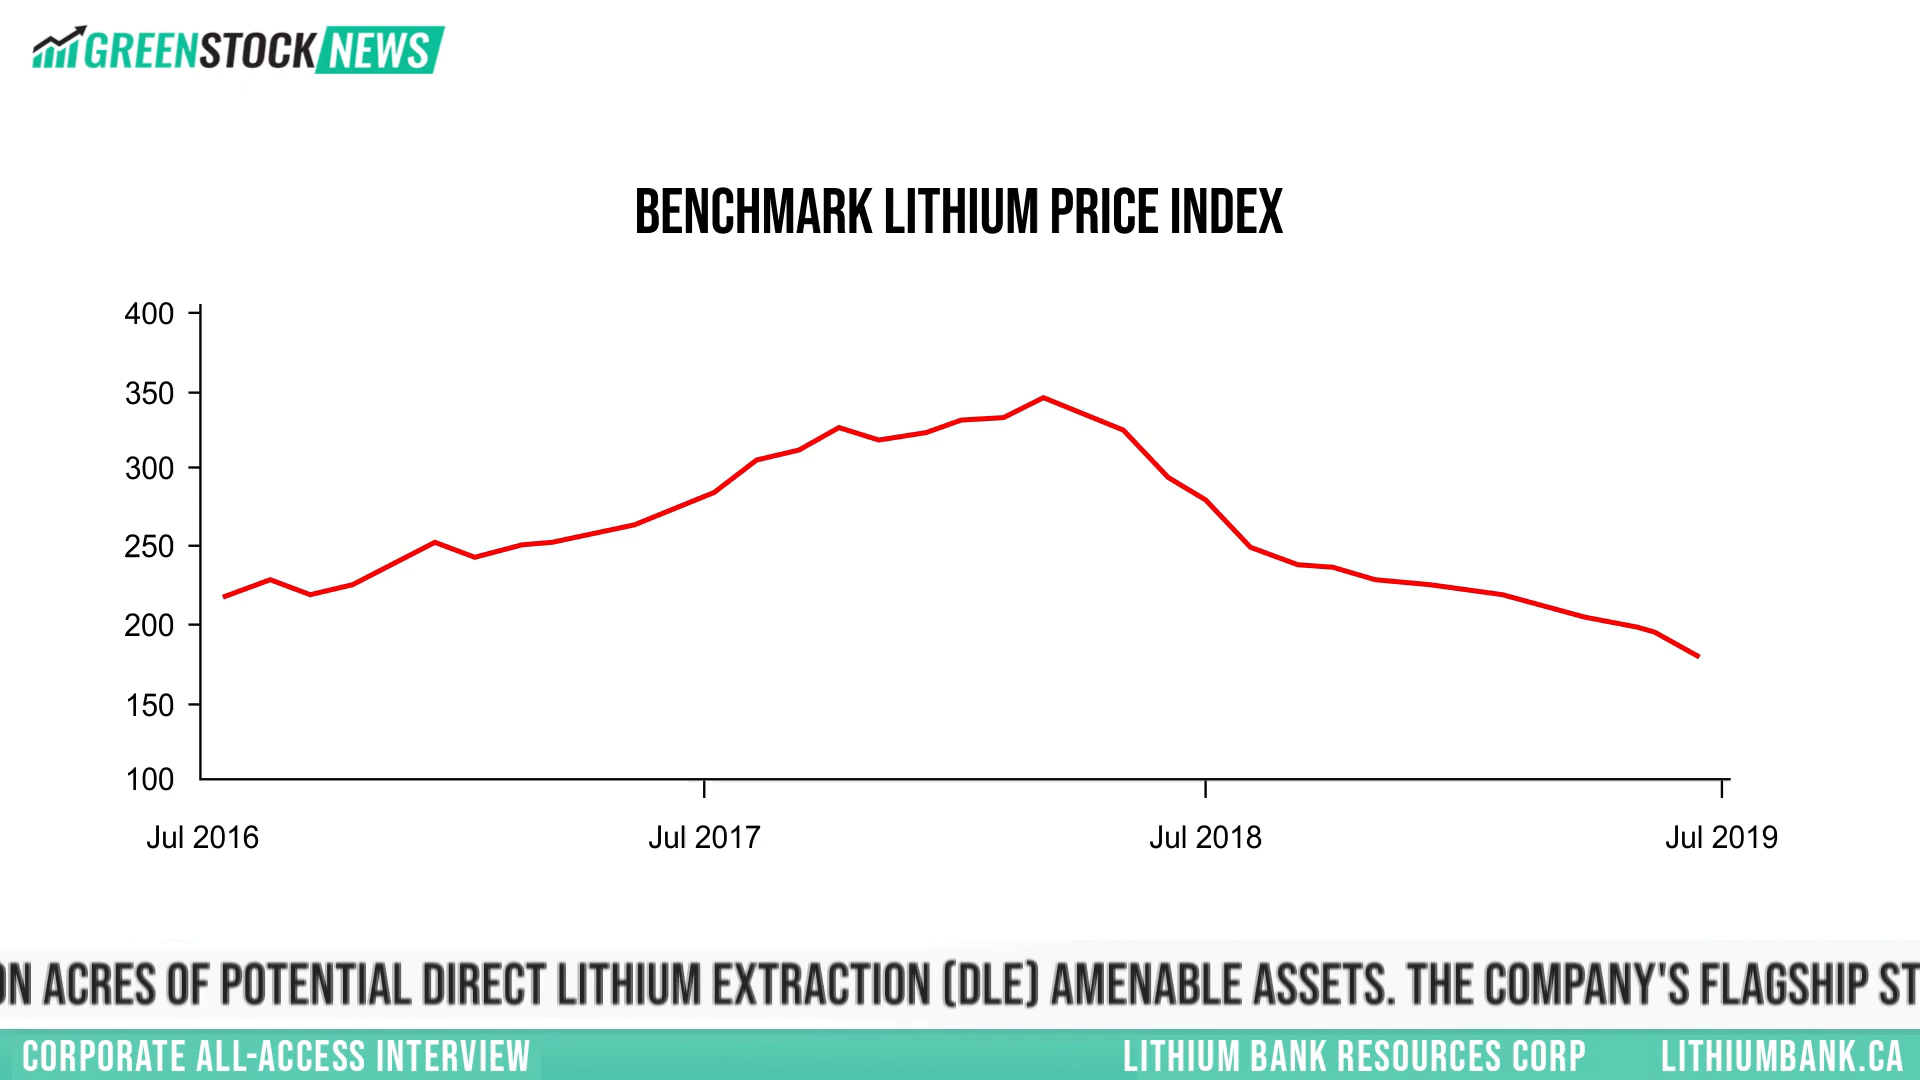 GREENSTOCK NEWS
BENCHMARK LITHIUM PRICE INDEX
400
350
300
250
200
150
100
Jul 2016 Jul 2017 Jul 2018 Jul 2019
ACRES OF POTENTIAL DIRECT LITHIUM EXTRACTION (DLE) AMENABLE ASSETS. THE COMPANY'S FLAGSHIP
CORPORATE ALL-ACCESS INTERVIEW LITHIUM BANK RESOURCES CORP LITHIUMBANK.CA